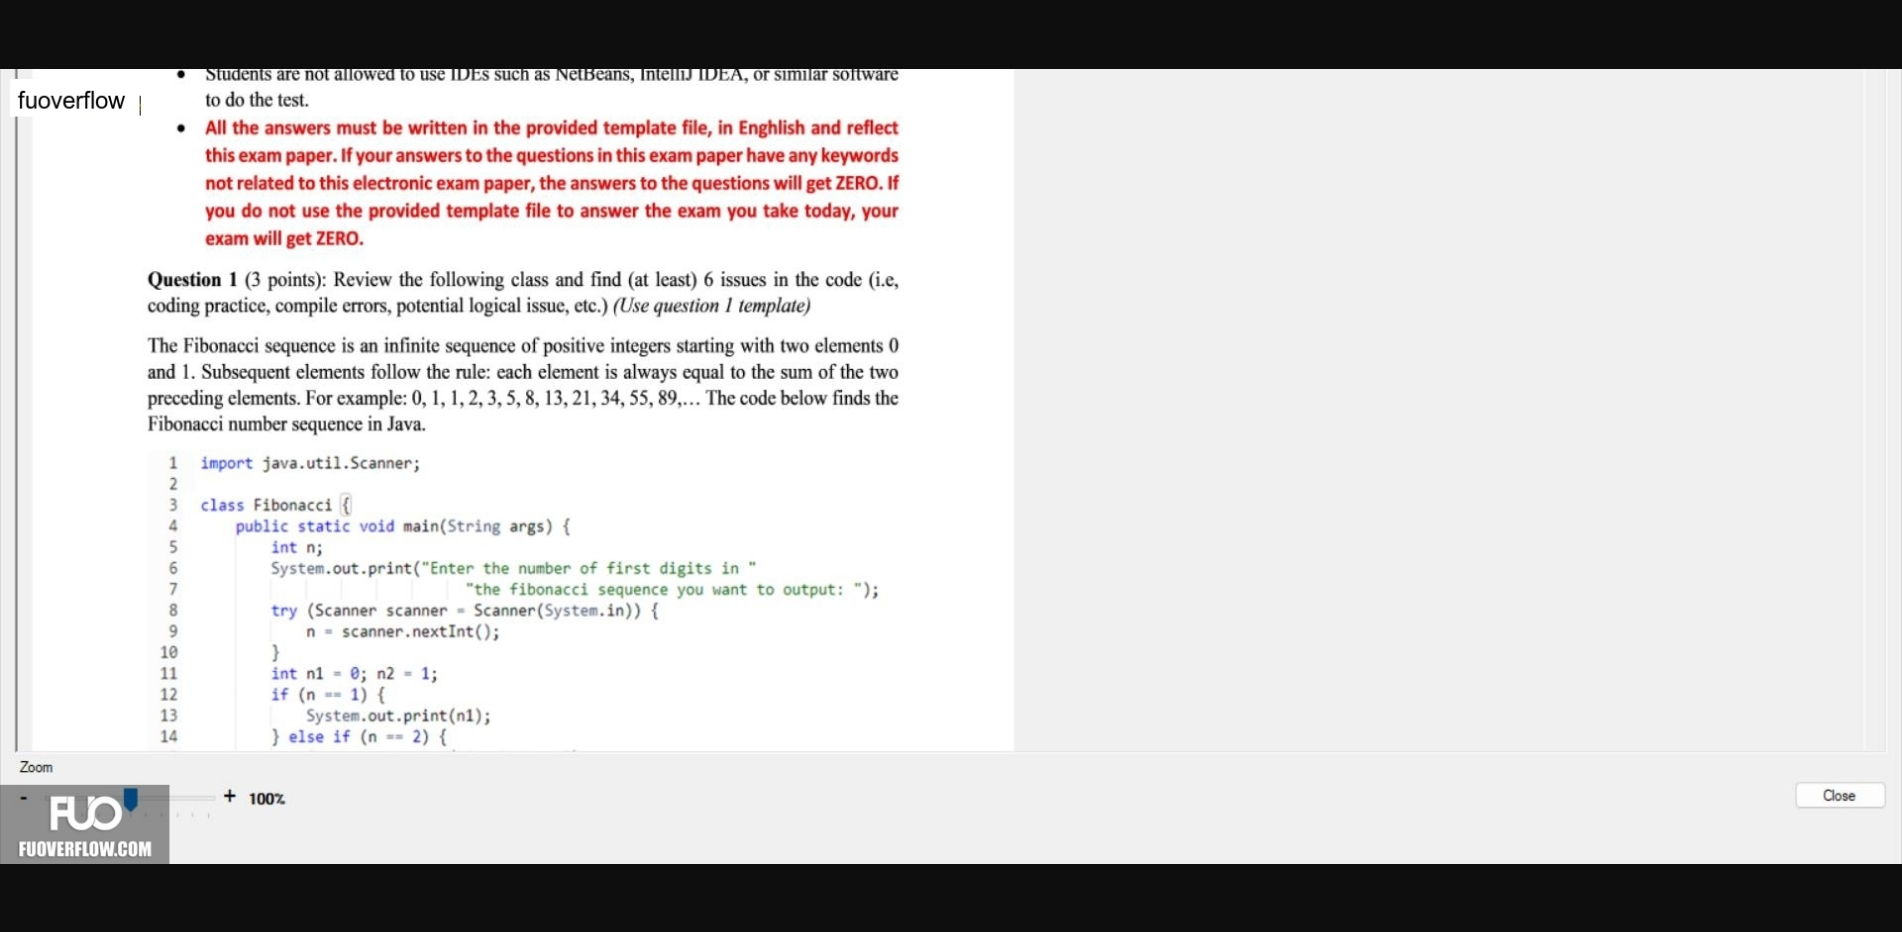 Students are not allowed to use IDEs such as NetBeans, IntelliJ IDEA, or similar software
fuoverflow
to do the test.
All the answers must be written in the provided template file, in Enghlish and reflect
this exam paper. If your answers to the questions in this exam paper have any keywords
not related to this electronic exam paper, the answers to the questions will get ZERO. If
you do not use the provided template file to answer the exam you take today, your
exam will get ZERO.
Question 1 (3 points): Review the following class and find (at least) 6 issues in the code (i.e,
coding practice, compile errors, potential logical issue, etc.) (Use question 1 template)
The Fibonacci sequence is an infinite sequence of positive integers starting with two elements 0
and 1. Subsequent elements follow the rule: each element is always equal to the sum of the two
preceding elements. For example: 0, 1, 1, 2, 3, 5, 8, 13, 21, 34, 55, 89,... The code below finds the
Fibonacci number sequence in Java.
1 import java.util.Scanner;
2
3 class Fibonacci {
4 public static void main(String args) {
5 int n;
6 System.out.print("Enter the number of first digits in "
7 "the fibonacci sequence you want to output: ");
8 try (Scanner scanner = Scanner(System.in)) {
9 n = scanner.nextInt();
10 }
11 int n1 = 0; n2 = 1;
12 if (n == 1) {
13 System.out.print(n1);
14 } else if (n == 2) {
Zoom
- + 100%
Close
FUO
FUOVERFLOW.COM